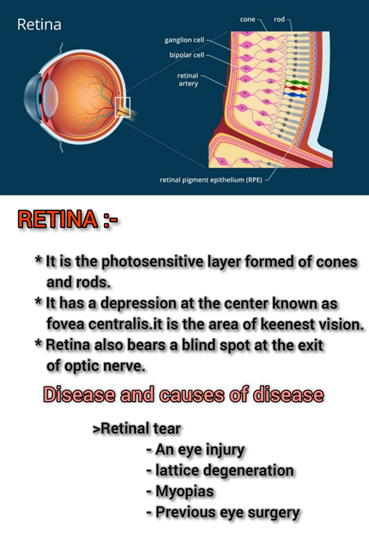 Retina
cone
rod
ganglion cell
bipolar cell
retinal
artery
retinal pigment epithelium (RPE)
RETINA :-
* It is the photosensitive layer formed of cones
and rods.
* It has a depression at the center known as
fovea centralis.it is the area of keenest vision.
* Retina also bears a blind spot at the exit
of optic nerve.
Disease and causes of disease
>Retinal tear
- An eye injury
- lattice degeneration
- Myopias
- Previous eye surgery